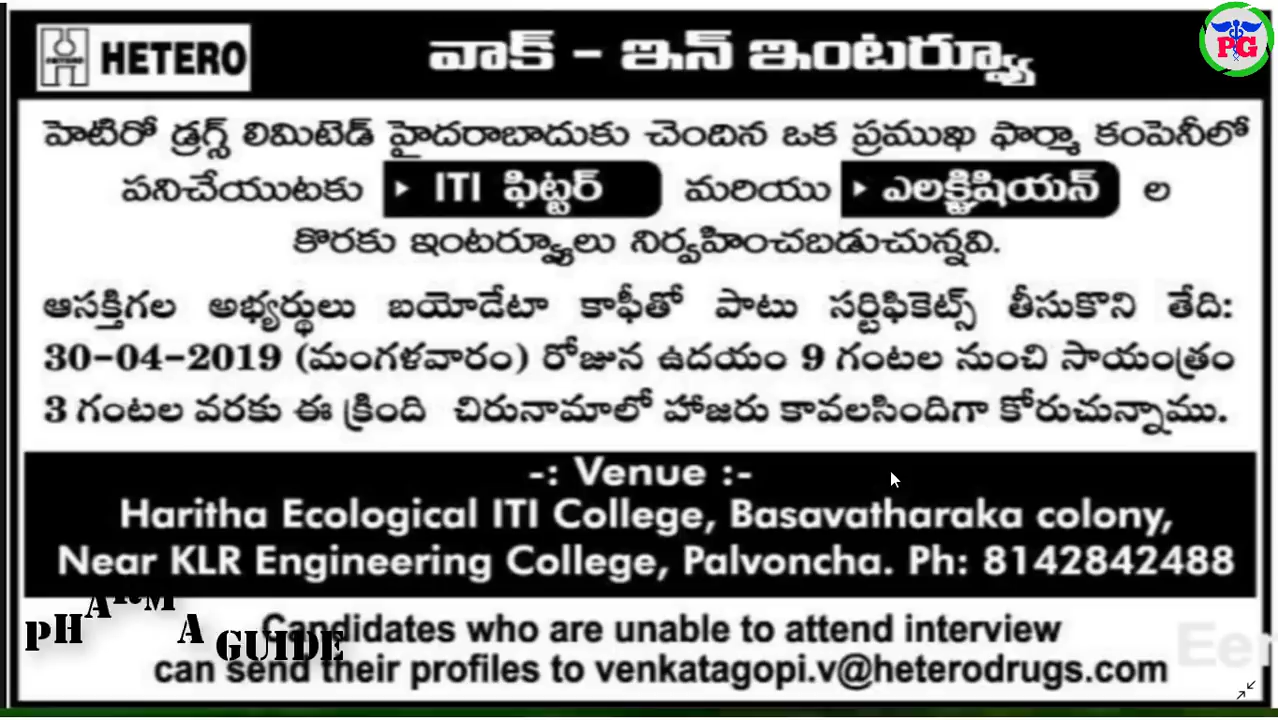 HETERO
వాక్ - ఇన్ ఇంటర్వ్యూ
PG
హెటిరో డ్రగ్స్ లిమిటెడ్ హైదరాబాదుకు చెందిన ఒక ప్రముఖ ఫార్మా కంపెనీలో
పనిచేయుటకు ▸ ITI ఫిట్టర్ మరియు ▸ ఎలక్ట్రిషియన్ ల
కొరకు ఇంటర్వ్యూలు నిర్వహించబడుచున్నవి.
ఆసక్తిగల అభ్యర్థులు బయోడేటా కాఫీతో పాటు సర్టిఫికెట్స్ తీసుకొని తేది:
30-04-2019 (మంగళవారం) రోజున ఉదయం 9 గంటల నుంచి సాయంత్రం
3 గంటల వరకు ఈ క్రింది చిరునామాలో హాజరు కావలసిందిగా కోరుచున్నాము.
-: Venue :-
Haritha Ecological ITI College, Basavatharaka colony,
Near KLR Engineering College, Palvoncha. Ph: 8142842488
PHARMA GUIDE
Candidates who are unable to attend interview
can send their profiles to venkatagopi.v@heterodrugs.com